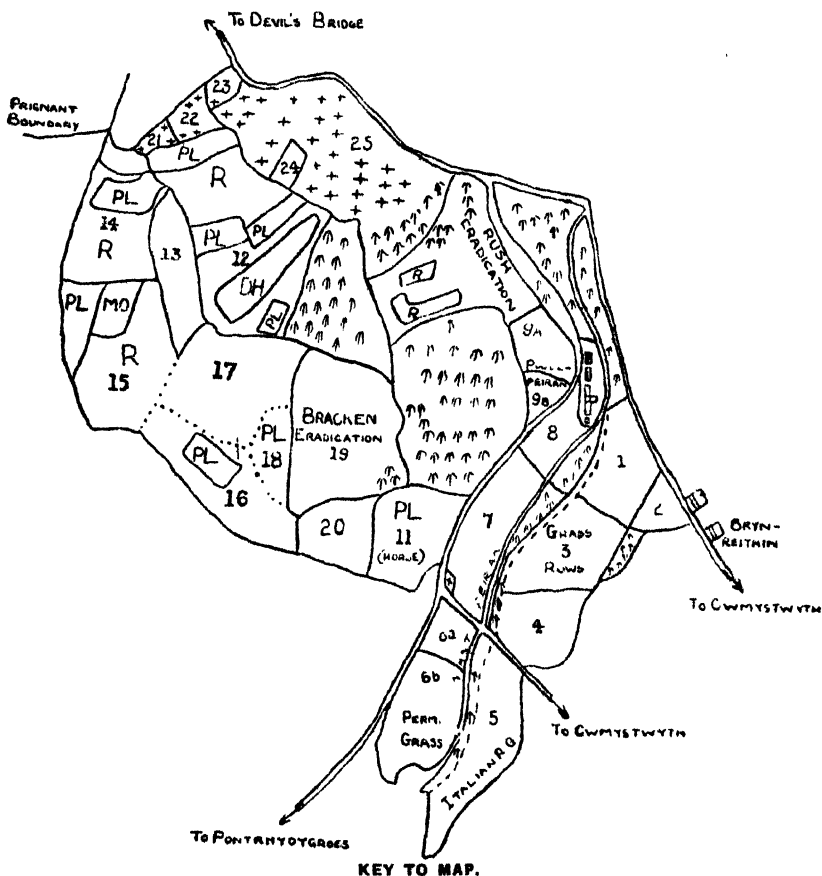 To Devil's Bridge
Prignant
Boundary
23
22
21
25
24
PL
R
PL
14
R
13
PL
PL
12
DH
PL
Rush
Eradication
R
R
9A
Pwll-
peiran
9B
8
PL
MO
R
15
17
PL
18
PL
16
Bracken
Eradication
19
20
PL
11
(Horse)
7
1
2
Bryn-
reithin
Grass
3
Rows
To Cwmystwyth
4
6a
6b
Perm.
Grass
5
Italian RG
To Cwmystwyth
To Pontrhydygroes
KEY TO MAP.